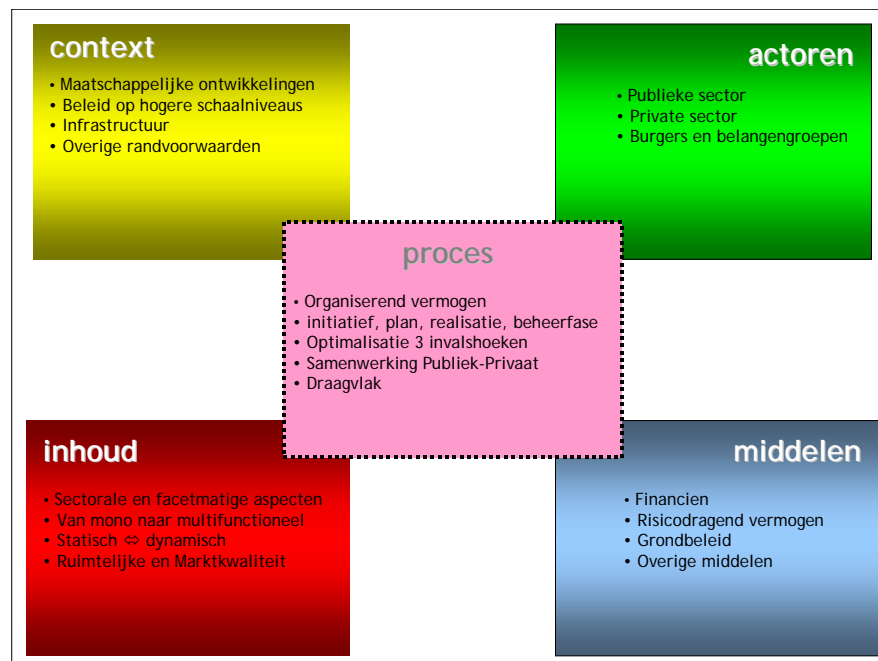 context
• Maatschappelijke ontwikkelingen
• Beleid op hogere schaalniveaus
• Infrastructuur
• Overige randvoorwaarden
actoren
• Publieke sector
• Private sector
• Burgers en belangengroepen
proces
• Organiserend vermogen
• initiatief, plan, realisatie, beheerfase
• Optimalisatie 3 invalshoeken
• Samenwerking Publiek-Privaat
• Draagvlak
inhoud
• Sectorale en facetmatige aspecten
• Van mono naar multifunctioneel
• Statisch ⇔ dynamisch
• Ruimtelijke en Marktkwaliteit
middelen
• Financien
• Risicodragend vermogen
• Grondbeleid
• Overige middelen